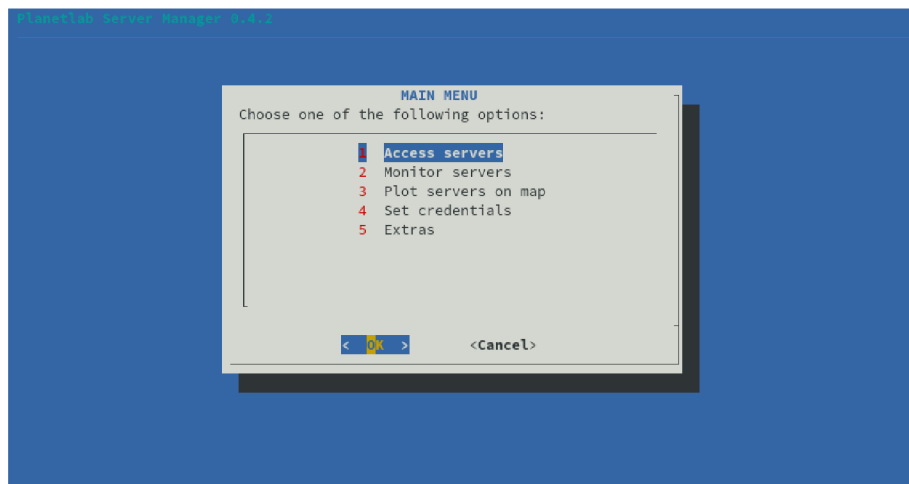 Planetlab Server Manager 0.4.2
MAIN MENU
Choose one of the following options:
1 Access servers
2 Monitor servers
3 Plot servers on map
4 Set credentials
5 Extras
< OK > <Cancel>